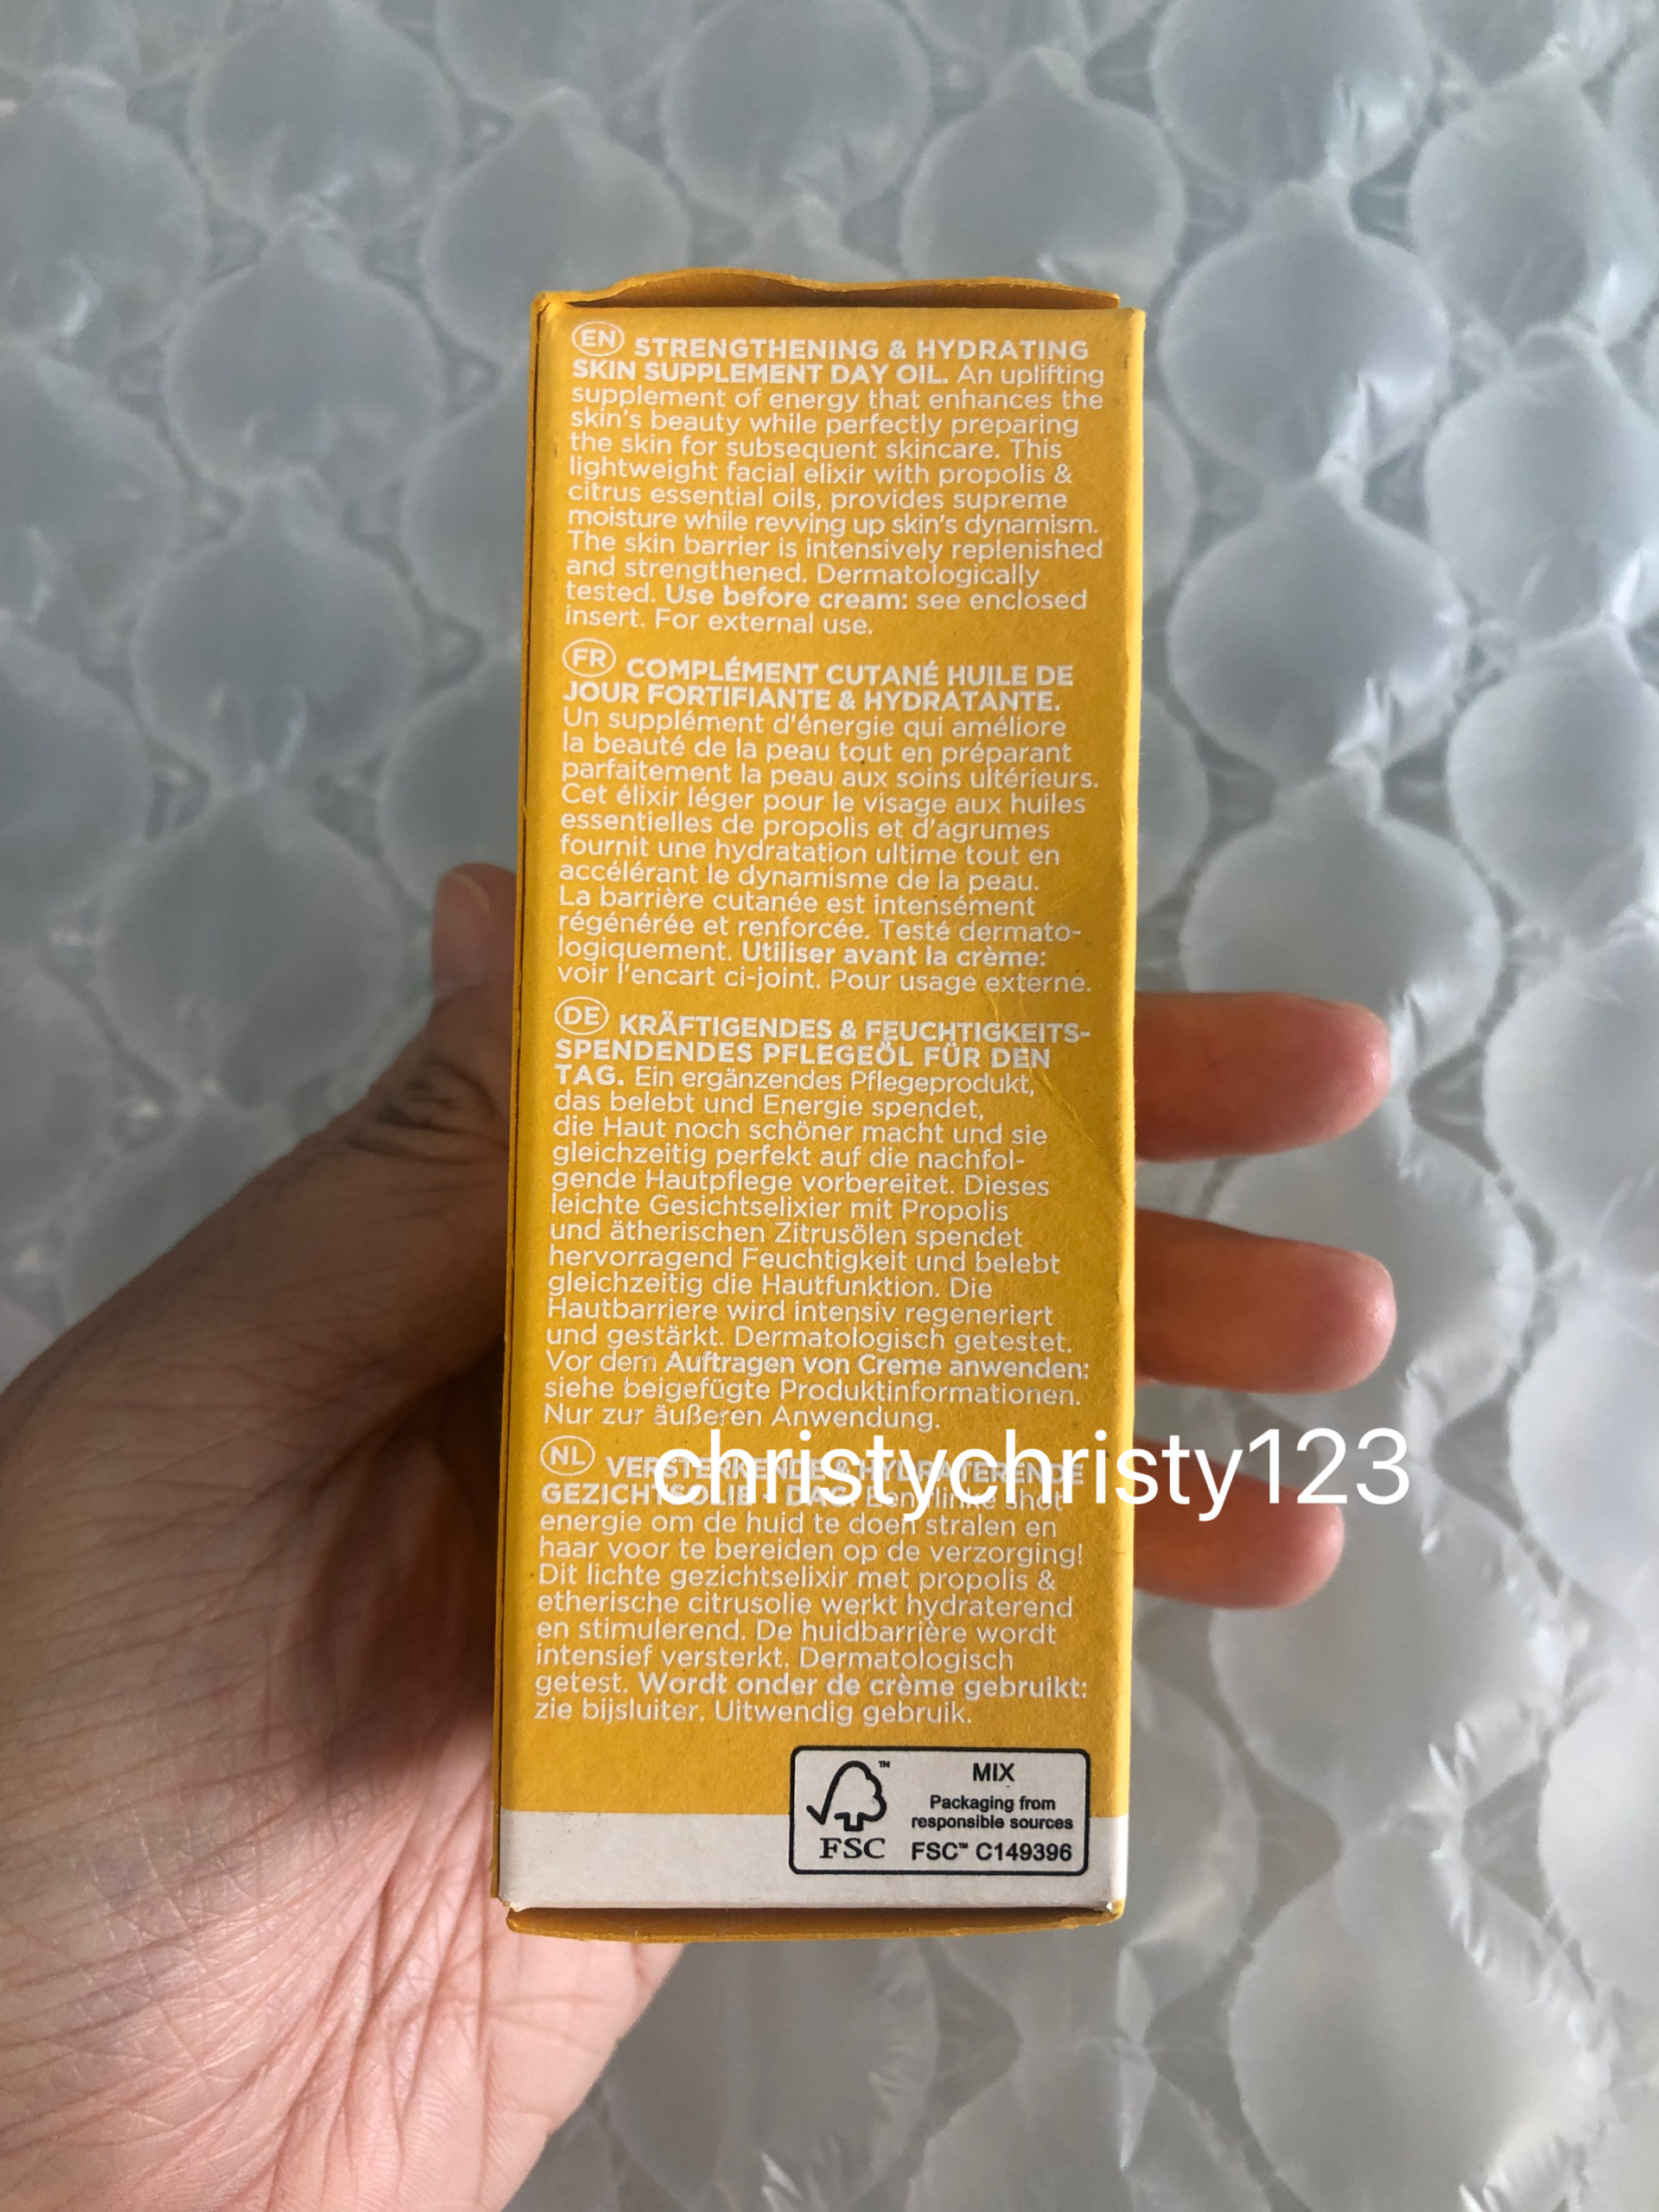 EN STRENGTHENING & HYDRATING
SKIN SUPPLEMENT DAY OIL. An uplifting
supplement of energy that enhances the
skin's beauty while perfectly preparing
the skin for subsequent skincare. This
lightweight facial elixir with propolis &
citrus essential oils, provides supreme
moisture while revving up skin's dynamism.
The skin barrier is intensively replenished
and strengthened. Dermatologically
tested. Use before cream: see enclosed
insert. For external use.
FR COMPLÉMENT CUTANÉ HUILE DE
JOUR FORTIFIANTE & HYDRATANTE.
Un supplément d'énergie qui améliore
la beauté de la peau tout en préparant
parfaitement la peau aux soins ultérieurs.
Cet élixir léger pour le visage aux huiles
essentielles de propolis et d'agrumes
fournit une hydratation ultime tout en
accélérant le dynamisme de la peau.
La barrière cutanée est intensément
régénérée et renforcée. Testé dermato-
logiquement. Utiliser avant la crème:
voir l'encart ci-joint. Pour usage externe.
DE KRÄFTIGENDES & FEUCHTIGKEITS-
SPENDENDES PFLEGEÖL FÜR DEN
TAG. Ein ergänzendes Pflegeprodukt,
das belebt und Energie spendet,
die Haut noch schöner macht und sie
gleichzeitig perfekt auf die nachfol-
gende Hautpflege vorbereitet. Dieses
leichte Gesichtselixier mit Propolis
und ätherischen Zitrusölen spendet
hervorragend Feuchtigkeit und belebt
gleichzeitig die Hautfunktion. Die
Hautbarriere wird intensiv regeneriert
und gestärkt. Dermatologisch getestet.
Vor dem Auftragen von Creme anwenden:
siehe beigefügte Produktinformationen.
Nur zur äußeren Anwendung.
christychristy123
NL VERSTERKENDE & HYDRATERENDE
GEZICHTSOLIE - DAG. Een flinke shot
energie om de huid te doen stralen en
haar voor te bereiden op de verzorging!
Dit lichte gezichtselixir met propolis &
etherische citrusolie werkt hydraterend
en stimulerend. De huidbarrière wordt
intensief versterkt. Dermatologisch
getest. Wordt onder de crème gebruikt:
zie bijsluiter. Uitwendig gebruik.
FSC ™
MIX
Packaging from
responsible sources
FSC™ C149396